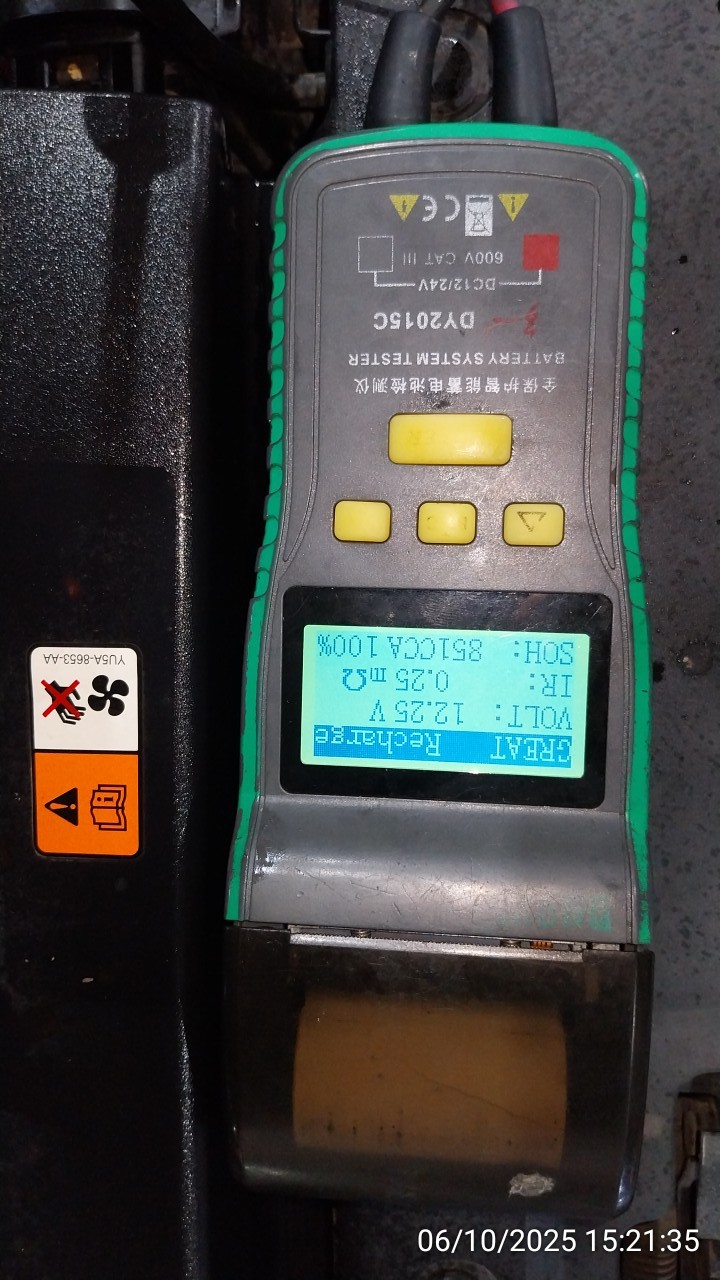 GREAT Recharge
VOLT: 12.25 V
IR: 0.25 mΩ
SOH: 851CCA 100%
全保护智能蓄电池检测仪
BATTERY SYSTEM TESTER
DY2015C
DC12/24V
600V CAT III
CE
YU5A-8653-AA
06/10/2025 15:21:35